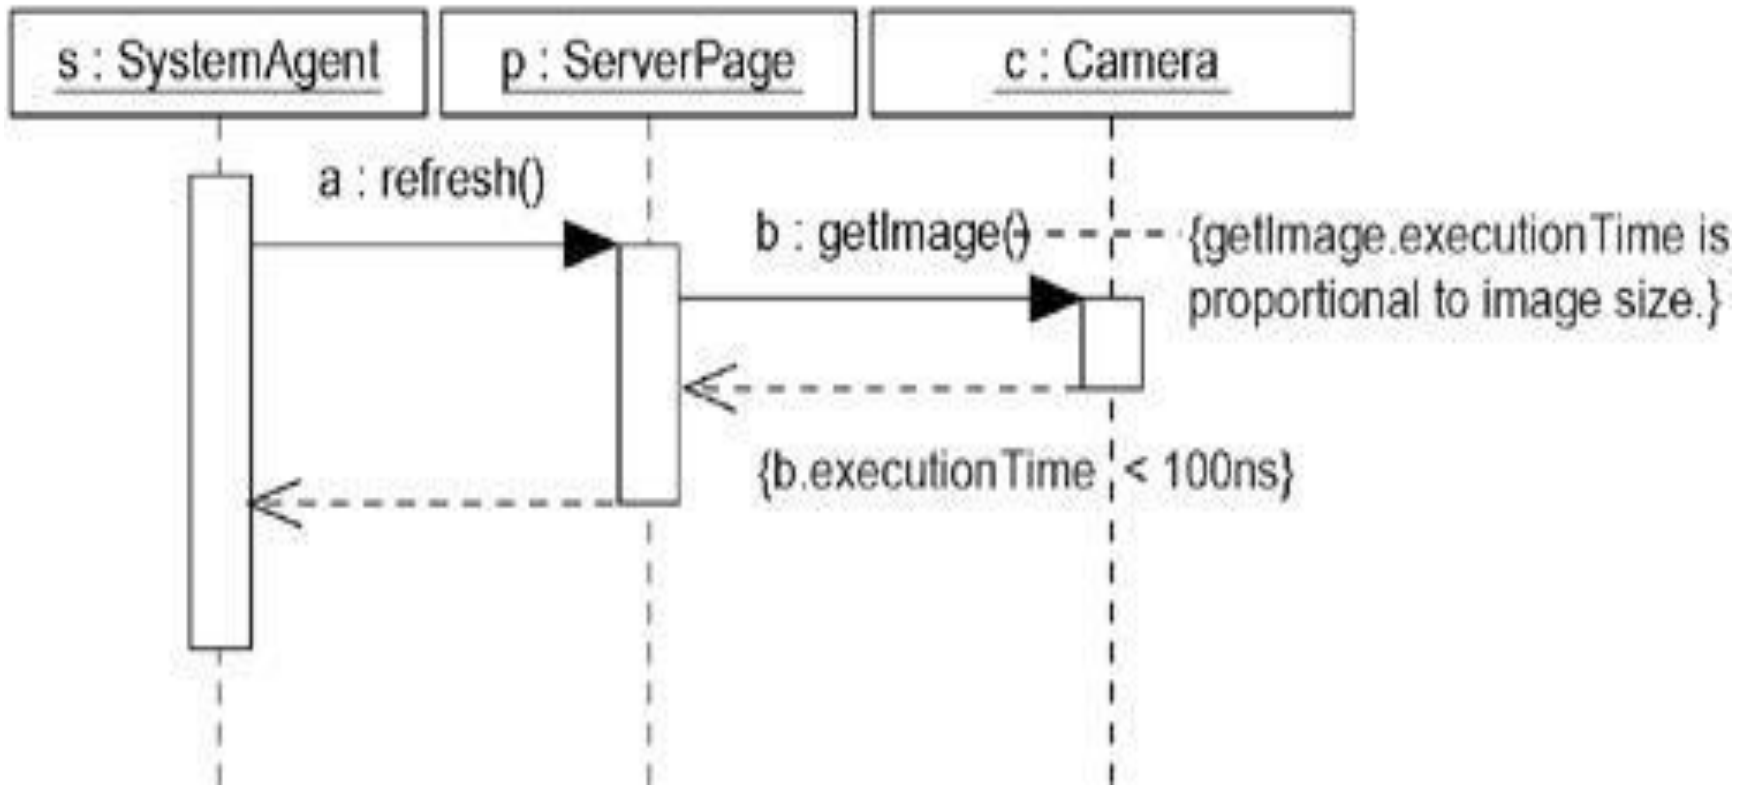 s : SystemAgent
p : ServerPage
c : Camera
a : refresh()
b : getImage()
{getImage.executionTime is
proportional to image size.}
{b.executionTime < 100ns}